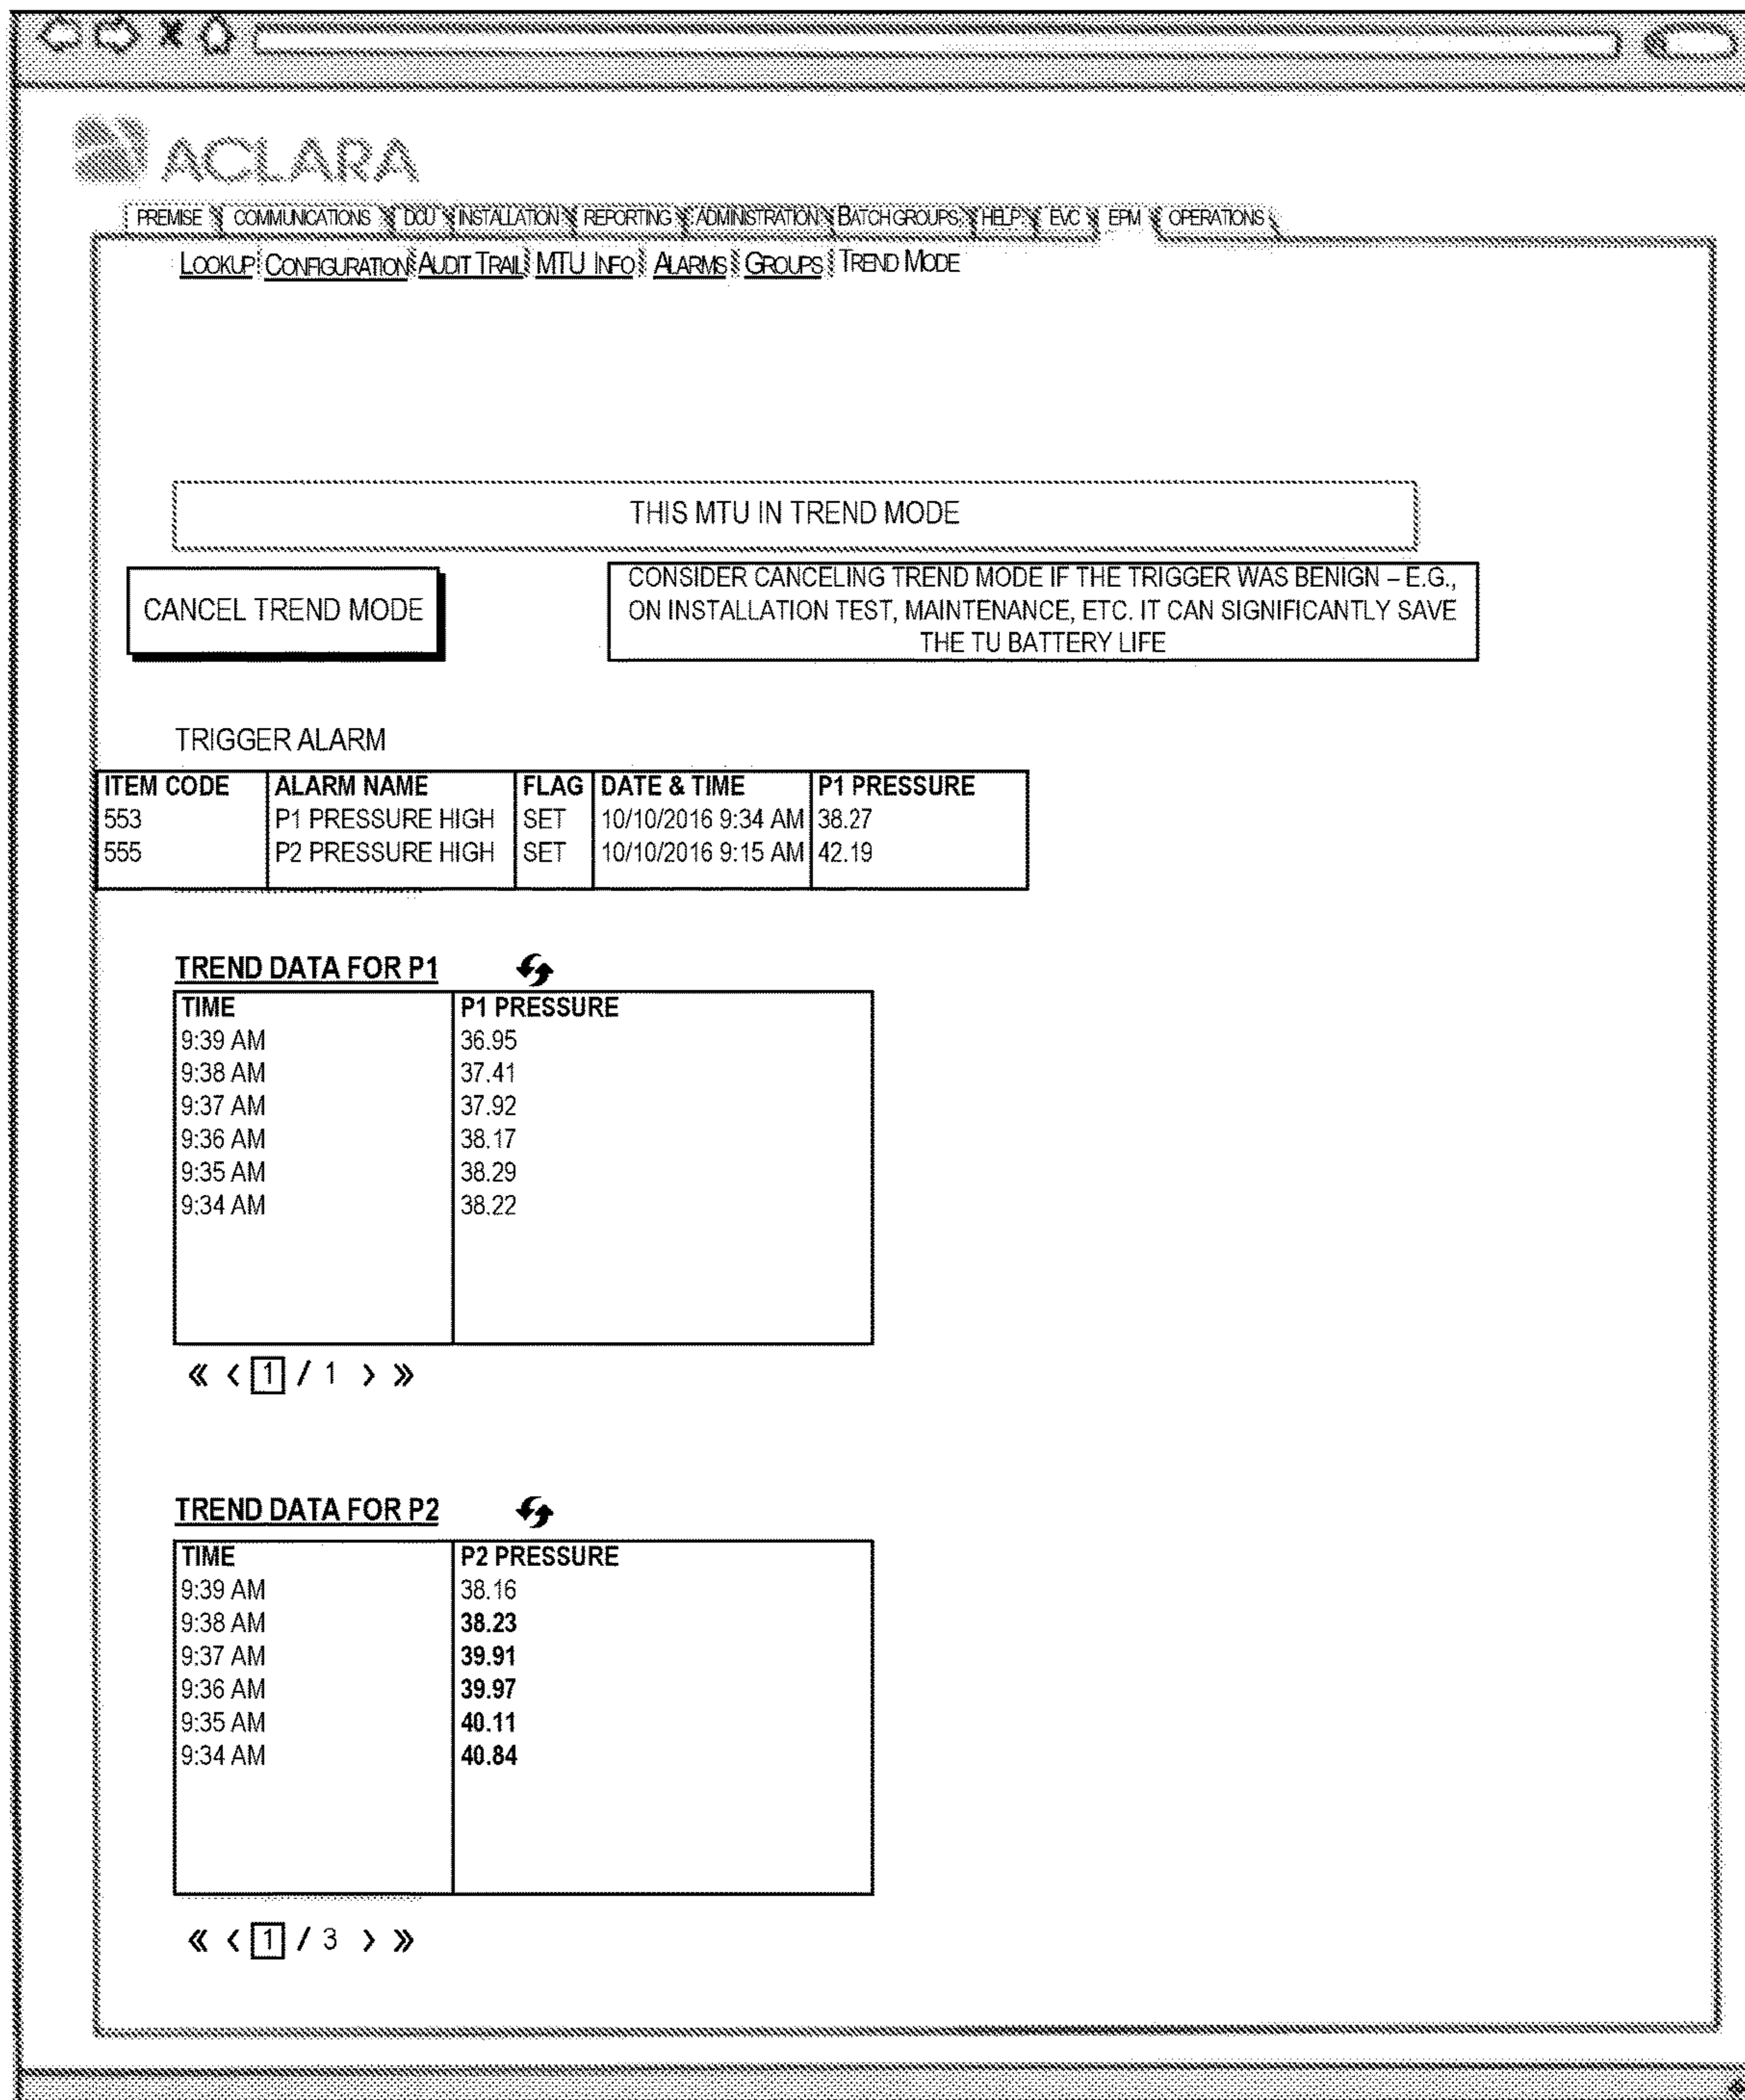 ACLARA
PREMISE COMMUNICATIONS DCU INSTALLATION REPORTING ADMINISTRATION BATCH GROUPS HELP EVC EPM OPERATIONS
LOOKUP CONFIGURATION AUDIT TRAIL MTU INFO ALARMS GROUPS TREND MODE
THIS MTU IN TREND MODE
CANCEL TREND MODE
CONSIDER CANCELING TREND MODE IF THE TRIGGER WAS BENIGN – E.G.,
ON INSTALLATION TEST, MAINTENANCE, ETC. IT CAN SIGNIFICANTLY SAVE
THE TU BATTERY LIFE
TRIGGER ALARM
ITEM CODE ALARM NAME FLAG DATE & TIME P1 PRESSURE
553 P1 PRESSURE HIGH SET 10/10/2016 9:34 AM 38.27
555 P2 PRESSURE HIGH SET 10/10/2016 9:15 AM 42.19
TREND DATA FOR P1
TIME P1 PRESSURE
9:39 AM 36.95
9:38 AM 37.41
9:37 AM 37.92
9:36 AM 38.17
9:35 AM 38.29
9:34 AM 38.22
« < 1 / 1 > »
TREND DATA FOR P2
TIME P2 PRESSURE
9:39 AM 38.16
9:38 AM 38.23
9:37 AM 39.91
9:36 AM 39.97
9:35 AM 40.11
9:34 AM 40.84
« < 1 / 3 > »